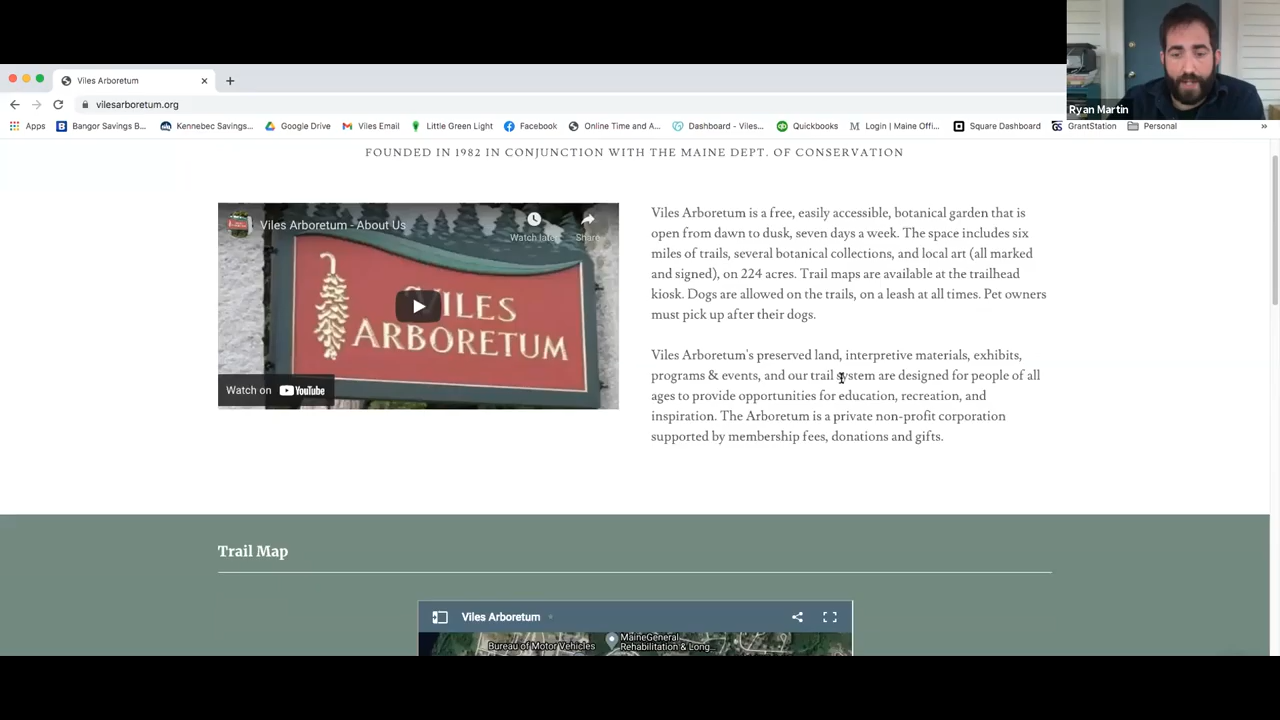 Ryan Martin
Viles Arboretum
vilesarboretum.org
Apps
Bangor Savings B...
Kennebec Savings...
Google Drive
Viles Email
Little Green Light
Facebook
Online Time and A...
Dashboard - Viles...
Quickbooks
Login | Maine Offi...
Square Dashboard
GrantStation
Personal
»
FOUNDED IN 1982 IN CONJUNCTION WITH THE MAINE DEPT. OF CONSERVATION
Viles Arboretum - About Us
Watch later
Share
VILES
ARBORETUM
Watch on YouTube
Viles Arboretum is a free, easily accessible, botanical garden that is
open from dawn to dusk, seven days a week. The space includes six
miles of trails, several botanical collections, and local art (all marked
and signed), on 224 acres. Trail maps are available at the trailhead
kiosk. Dogs are allowed on the trails, on a leash at all times. Pet owners
must pick up after their dogs.
Viles Arboretum's preserved land, interpretive materials, exhibits,
programs & events, and our trail system are designed for people of all
ages to provide opportunities for education, recreation, and
inspiration. The Arboretum is a private non-profit corporation
supported by membership fees, donations and gifts.
Trail Map
Viles Arboretum
Bureau of Motor Vehicles
MaineGeneral
Rehabilitation & Long...